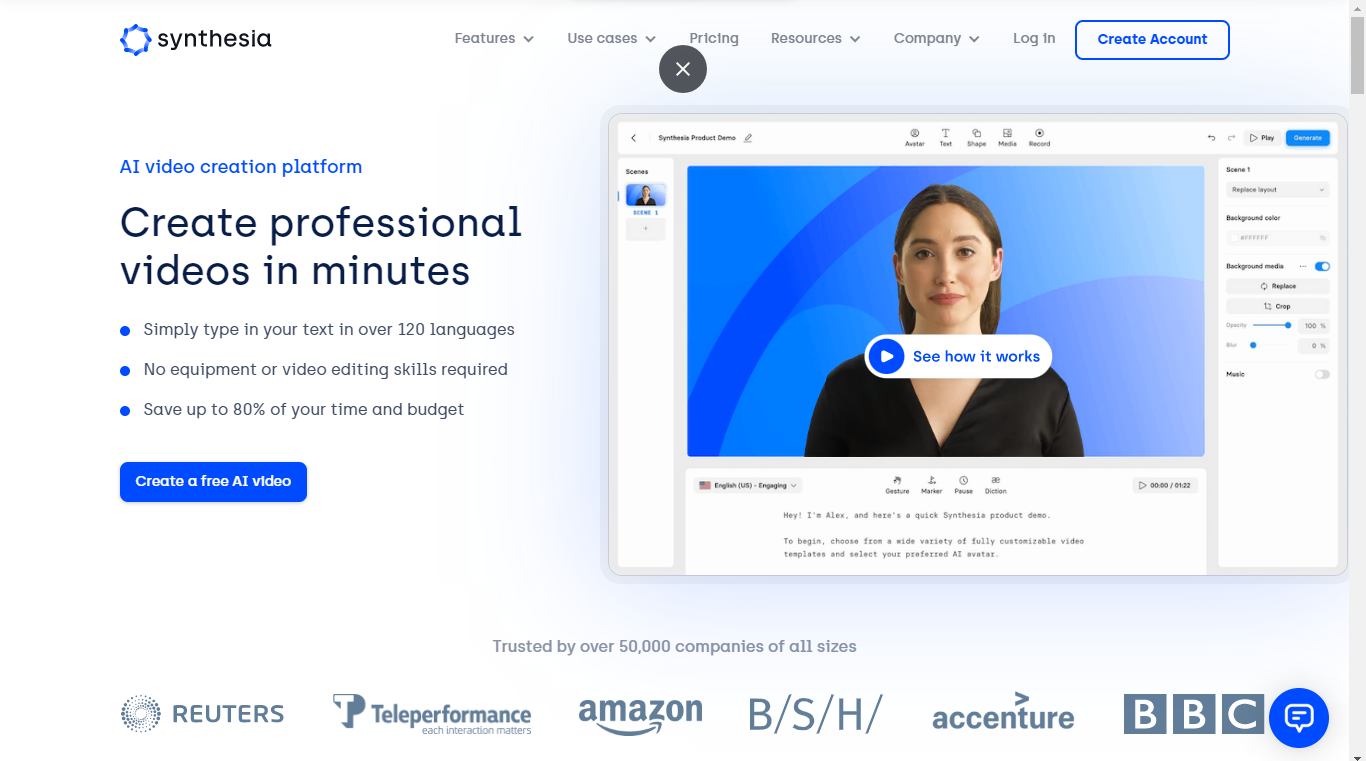 synthesia
Features
Use cases
Pricing
Resources
Company
Log in
Create Account
AI video creation platform
Create professional
videos in minutes
Simply type in your text in over 120 languages
No equipment or video editing skills required
Save up to 80% of your time and budget
Create a free AI video
Synthesia Product Demo
Avatar
Text
Shape
Media
Record
Play
Generate
Scenes
SCENE 1
+
See how it works
Scene 1
Replace layout
Background color
#FFFFFF
Background media
Replace
Crop
Opacity
100 %
Blur
0 %
Music
English (US) - Engaging
Gesture
Marker
Pause
æ
Diction
00:00 / 01:22
Hey! I'm Alex, and here's a quick Synthesia product demo.
To begin, choose from a wide variety of fully customizable video
templates and select your preferred AI avatar.
Trusted by over 50,000 companies of all sizes
REUTERS
Teleperformance
each interaction matters
amazon
B/S/H/
accenture
BBC